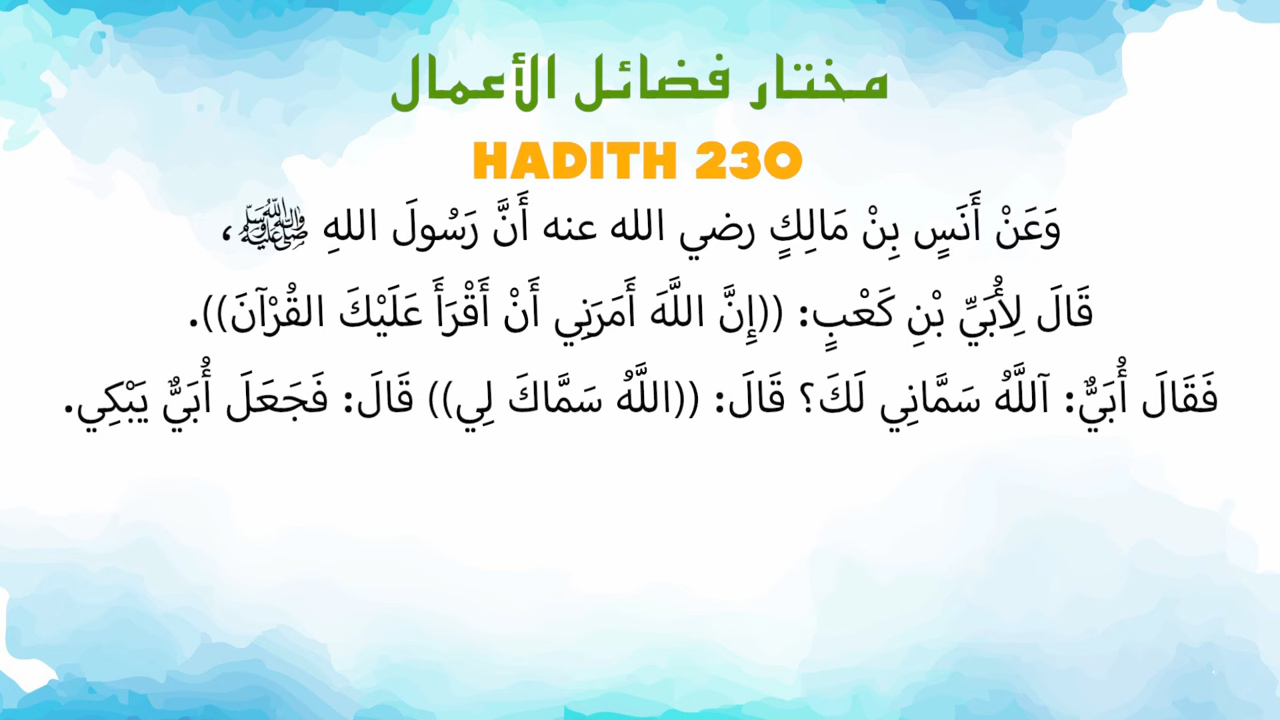 مختار فضائل الأعمال
HADITH 230
وَعَنْ أَنَسٍ بِنْ مَالِكٍ رضي الله عنه أَنَّ رَسُولَ اللهِ ﷺ،
قَالَ لِأُبَيِّ بْنِ كَعْبٍ: ((إِنَّ اللَّهَ أَمَرَنِي أَنْ أَقْرَأَ عَلَيْكَ القُرْآنَ)).
فَقَالَ أُبَيٌّ: آللَّهُ سَمَّانِي لَكَ؟ قَالَ: ((اللَّهُ سَمَّاكَ لِي)) قَالَ: فَجَعَلَ أُبَيٌّ يَبْكِي.